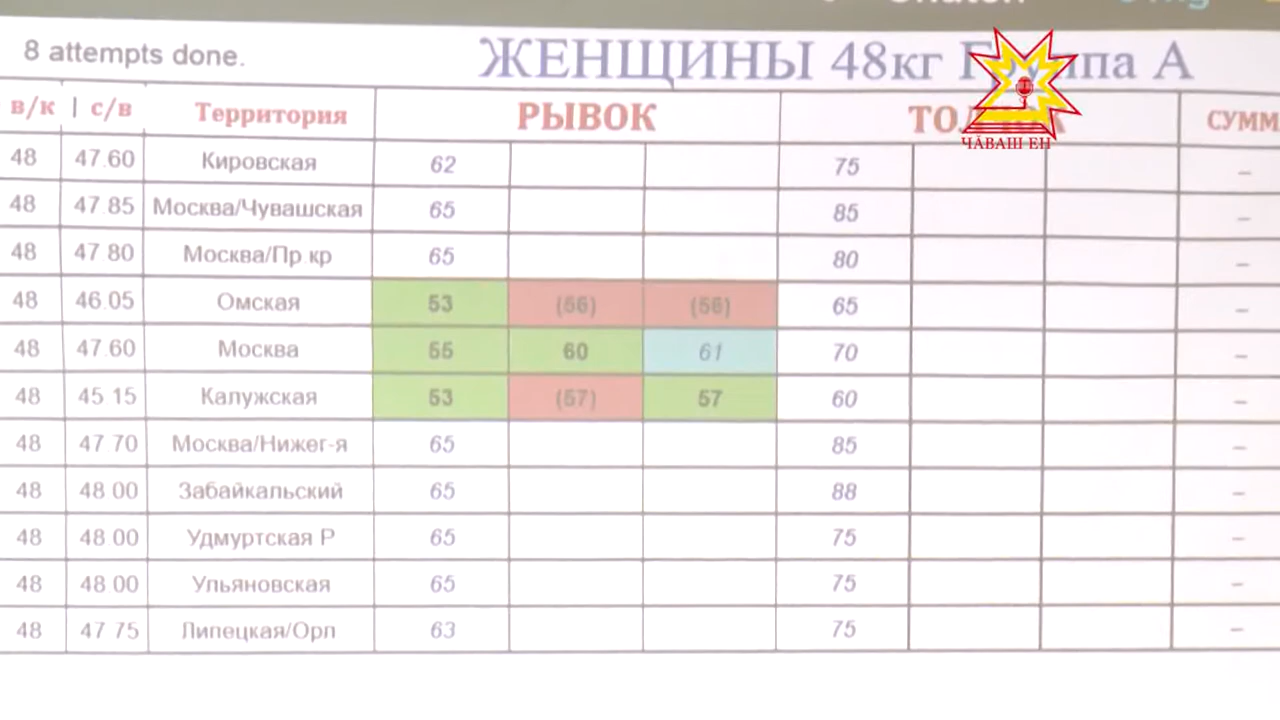 8 attempts done.
ЖЕНЩИНЫ 48кг Группа А
в/к | с/в Территория РЫВОК ТОЛЧОК СУММ
ЧӐВАШ ЕН
48 47.60 Кировская 62 75 –
48 47.85 Москва/Чувашская 65 85 –
48 47.80 Москва/Пр.кр 65 80 –
48 46.05 Омская 53 (56) (56) 65 –
48 47.60 Москва 55 60 61 70 –
48 45.15 Калужская 53 (57) 57 60 –
48 47.70 Москва/Нижег-я 65 85 –
48 48.00 Забайкальский 65 88 –
48 48.00 Удмуртская Р 65 75 –
48 48.00 Ульяновская 65 75 –
48 47.75 Липецкая/Орл 63 75 –